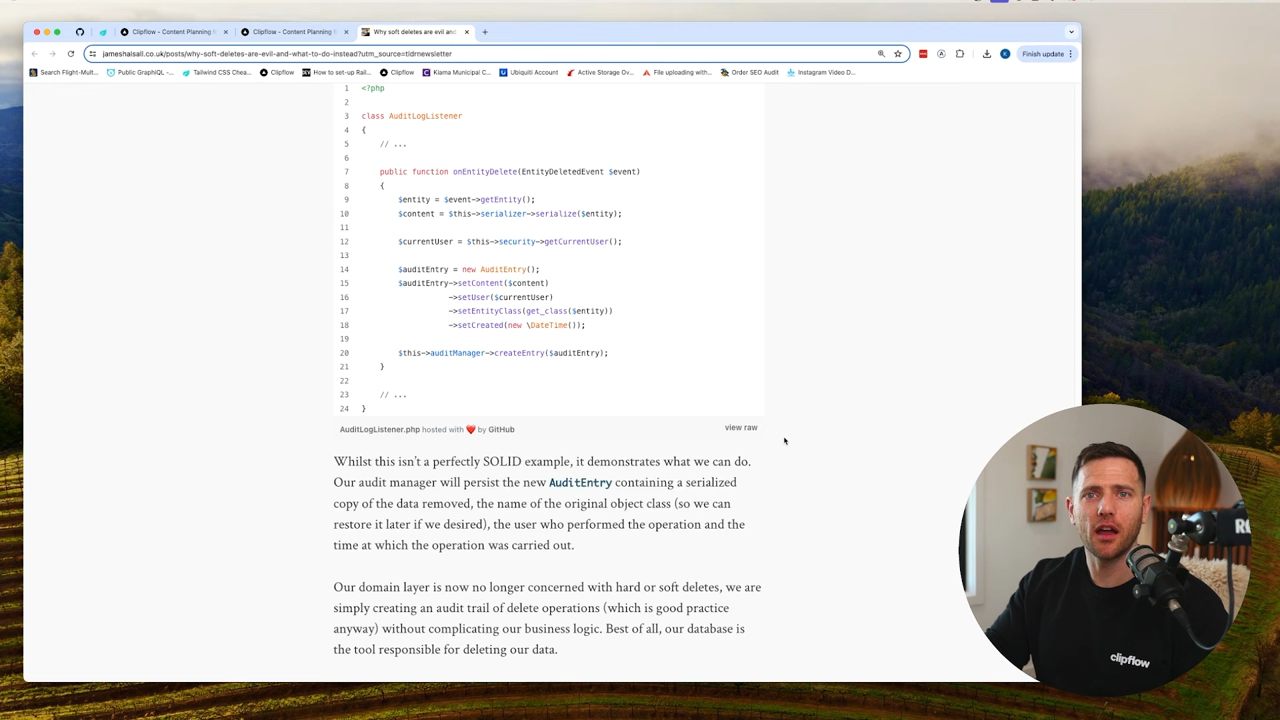 Clipflow - Content Planning
Clipflow - Content Planning
Why soft deletes are evil and
jameshalsall.co.uk/posts/why-soft-deletes-are-evil-and-what-to-do-instead?utm_source=tldrnewsletter
Finish update
Search Flight-Mult... Public GraphiQL -... Tailwind CSS Chea... Clipflow How to set-up Rail... Clipflow Kiama Municipal C... Ubiquiti Account Active Storage Ov... File uploading with... Order SEO Audit Instagram Video D...
1 <?php
2
3 class AuditLogListener
4 {
5 // ...
6
7 public function onEntityDelete(EntityDeletedEvent $event)
8 {
9 $entity = $event->getEntity();
10 $content = $this->serializer->serialize($entity);
11
12 $currentUser = $this->security->getCurrentUser();
13
14 $auditEntry = new AuditEntry();
15 $auditEntry->setContent($content)
16 ->setUser($currentUser)
17 ->setEntityClass(get_class($entity))
18 ->setCreated(new \DateTime());
19
20 $this->auditManager->createEntry($auditEntry);
21 }
22
23 // ...
24 }
AuditLogListener.php hosted with ❤ by GitHub view raw
Whilst this isn't a perfectly SOLID example, it demonstrates what we can do.
Our audit manager will persist the new AuditEntry containing a serialized
copy of the data removed, the name of the original object class (so we can
restore it later if we desired), the user who performed the operation and the
time at which the operation was carried out.
Our domain layer is now no longer concerned with hard or soft deletes, we are
simply creating an audit trail of delete operations (which is good practice
anyway) without complicating our business logic. Best of all, our database is
the tool responsible for deleting our data.
clipflow